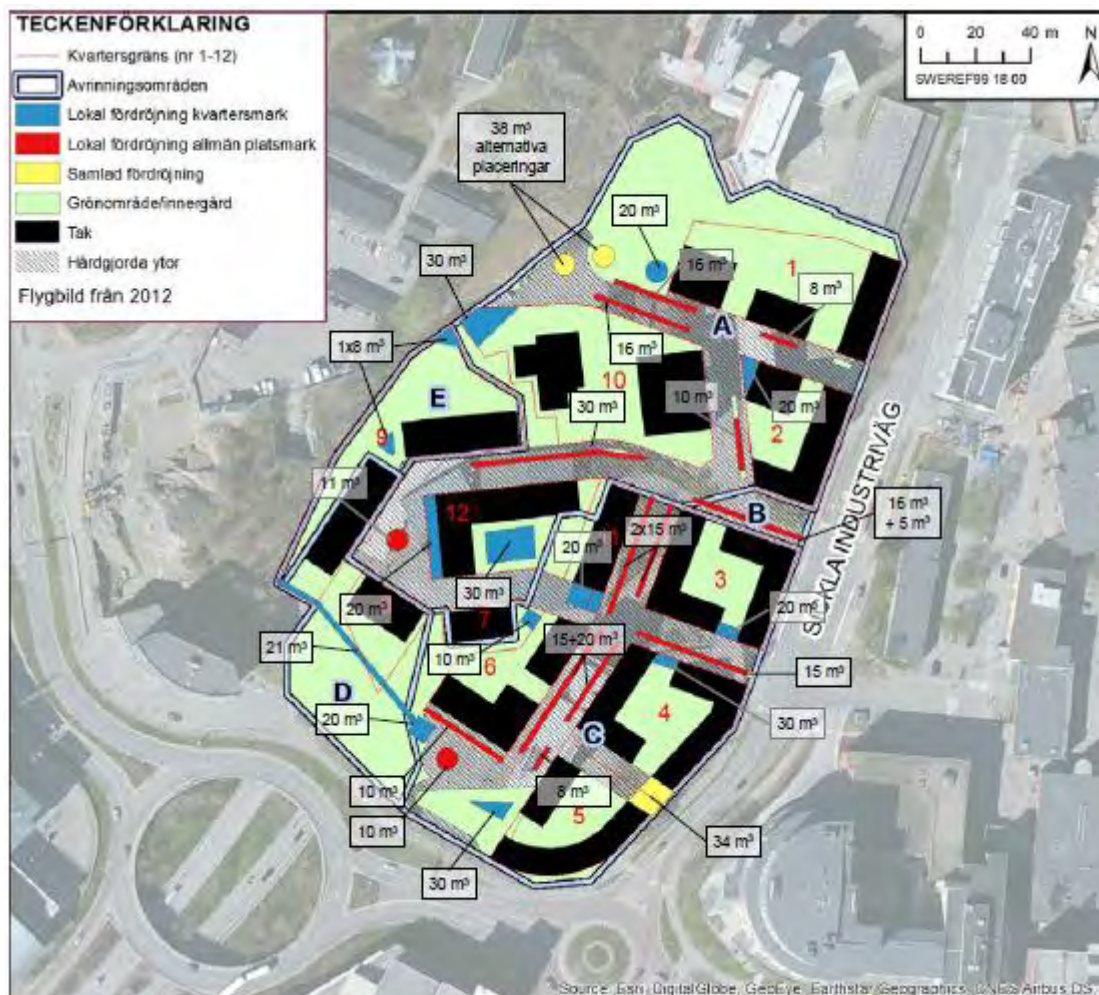 TECKENFÖRKLARING
Kvartersgräns (nr 1-12)
Avrinningsområden
Lokal fördröjning kvartersmark
Lokal fördröjning allmän platsmark
Samlad fördröjning
Grönområde/innergård
Tak
Hårdgjorda ytor
Flygbild från 2012
0 20 40 m
SWEREF99 18 00
N
38 m³
alternativa
placeringar
20 m³
30 m³
16 m³
1
8 m³
A
1x8 m³
16 m³
E
10
30 m³
10 m³
20 m³
2
9
11 m³
12
B
16 m³
+ 5 m³
2x15 m³
20 m³
3
30 m³
20 m³
7
20 m³
15+20 m³
10 m³
6
21 m³
15 m³
D
4
30 m³
20 m³
C
10 m³
8 m³
10 m³
5
34 m³
30 m³
SICKLA INDUSTRIVÄG
Source: Esri, DigitalGlobe, GeoEye, Earthstar Geographics, CNES/Airbus DS,